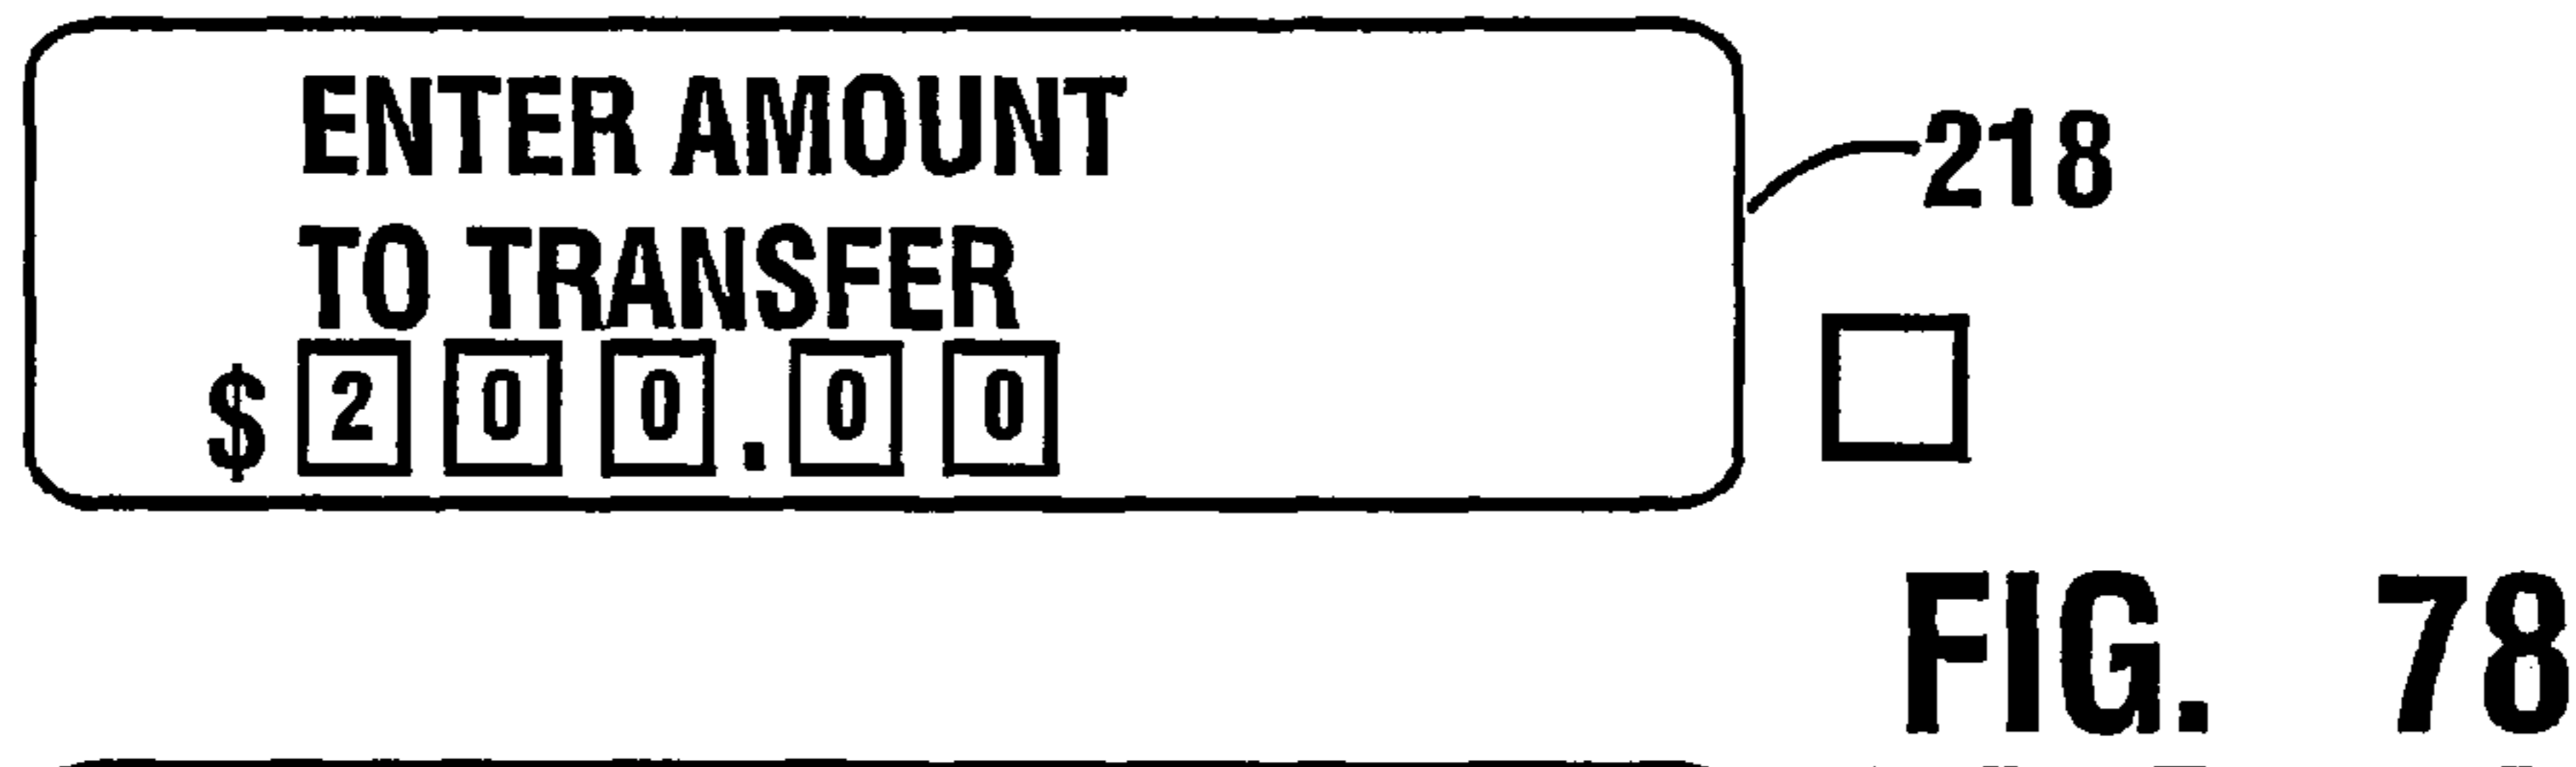 ENTER AMOUNT
TO TRANSFER
$ 2 0 0 . 0 0
218
FIG. 78